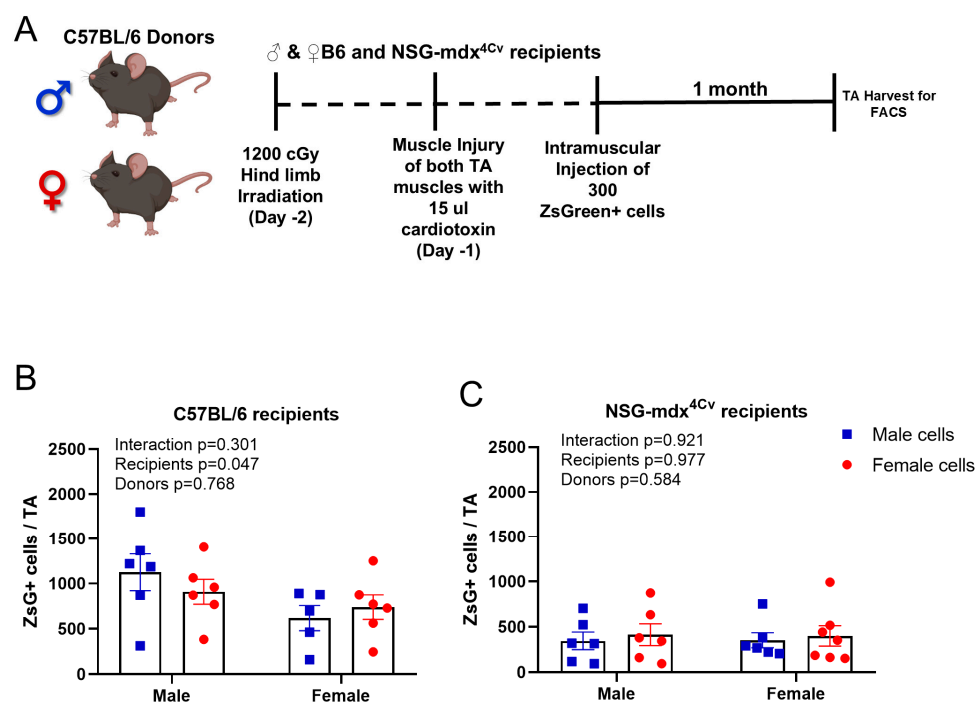 A
C57BL/6 Donors
♂
♀
♂ & ♀B6 and NSG-mdx4Cv recipients
1200 cGy
Hind limb
Irradiation
(Day -2)
Muscle Injury
of both TA
muscles with
15 ul
cardiotoxin
(Day -1)
Intramuscular
Injection of
300
ZsGreen+ cells
1 month
TA Harvest for
FACS
B
C57BL/6 recipients
Interaction p=0.301
Recipients p=0.047
Donors p=0.768
ZsG+ cells / TA
2500
2000
1500
1000
500
0
Male
Female
C
NSG-mdx4Cv recipients
Interaction p=0.921
Recipients p=0.977
Donors p=0.584
ZsG+ cells / TA
2500
2000
1500
1000
500
0
Male
Female
Male cells
Female cells